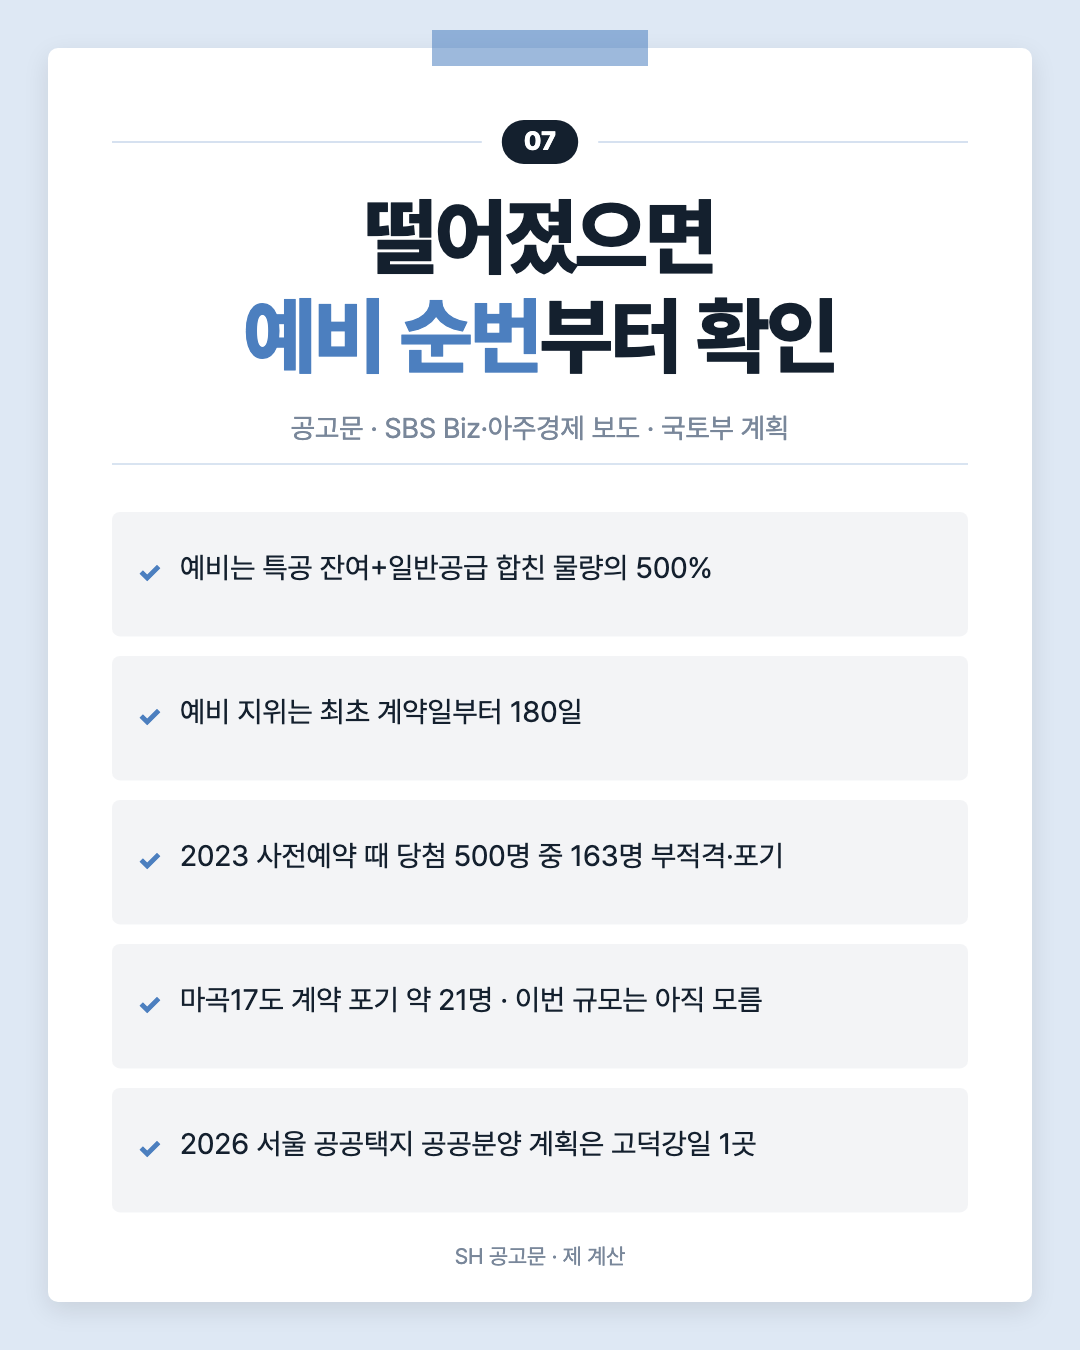 07
떨어졌으면
예비 순번부터 확인
공고문 · SBS Biz·아주경제 보도 · 국토부 계획
예비는 특공 잔여+일반공급 합친 물량의 500%
예비 지위는 최초 계약일부터 180일
2023 사전예약 때 당첨 500명 중 163명 부적격·포기
마곡17도 계약 포기 약 21명 · 이번 규모는 아직 모름
2026 서울 공공택지 공공분양 계획은 고덕강일 1곳
SH 공고문 · 제 계산